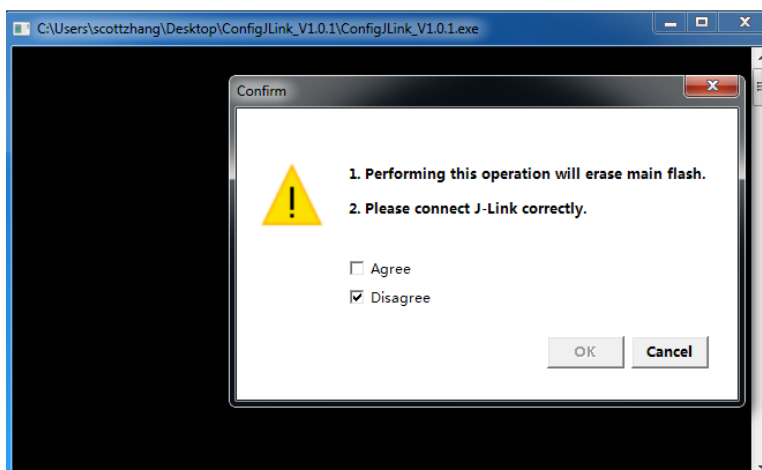 C:\Users\scottzhang\Desktop\ConfigJLink_V1.0.1\ConfigJLink_V1.0.1.exe
Confirm
1. Performing this operation will erase main flash.
2. Please connect J-Link correctly.
Agree
Disagree
OK Cancel